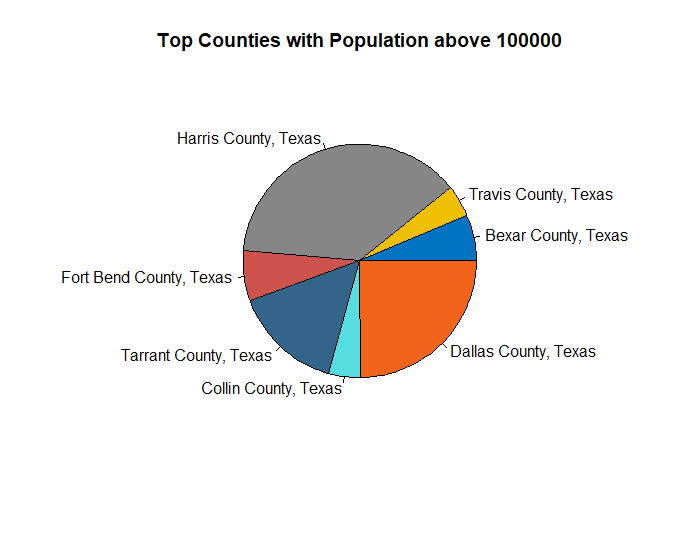 Top Counties with Population above 100000
Harris County, Texas
Travis County, Texas
Bexar County, Texas
Fort Bend County, Texas
Dallas County, Texas
Tarrant County, Texas
Collin County, Texas